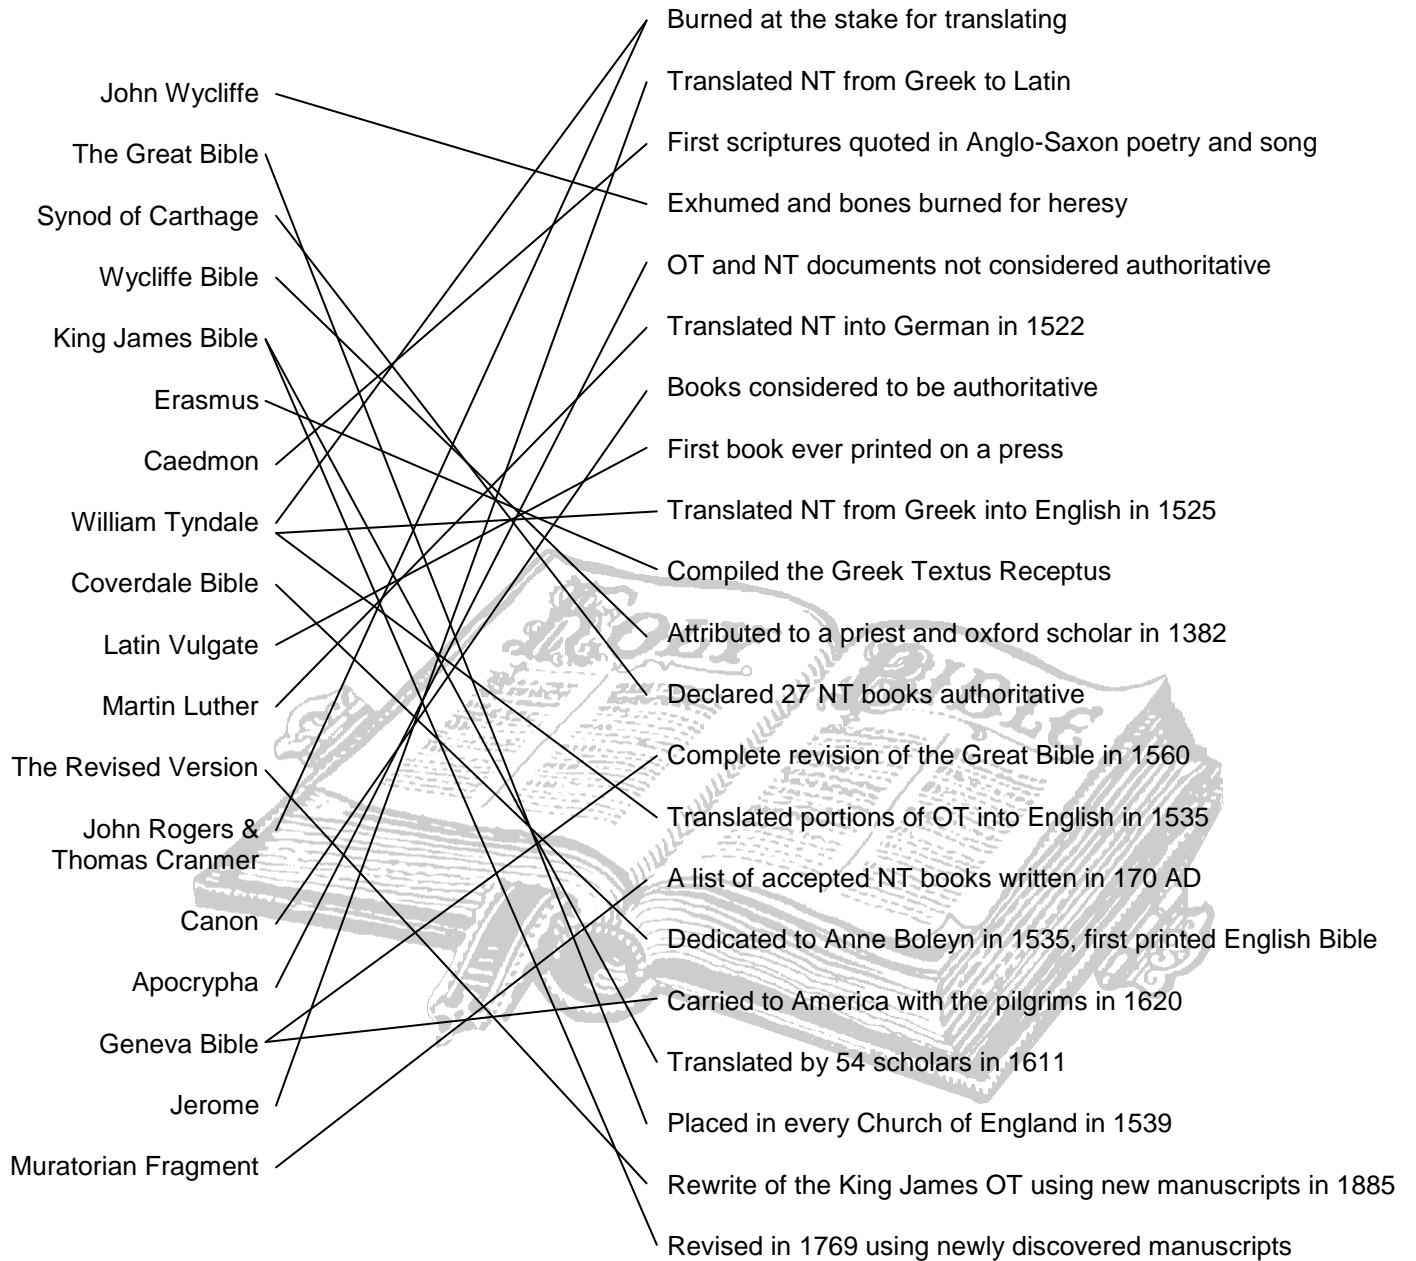 John Wycliffe
The Great Bible
Synod of Carthage
Wycliffe Bible
King James Bible
Erasmus
Caedmon
William Tyndale
Coverdale Bible
Latin Vulgate
Martin Luther
The Revised Version
John Rogers &
Thomas Cranmer
Canon
Apocrypha
Geneva Bible
Jerome
Muratorian Fragment
Burned at the stake for translating
Translated NT from Greek to Latin
First scriptures quoted in Anglo-Saxon poetry and song
Exhumed and bones burned for heresy
OT and NT documents not considered authoritative
Translated NT into German in 1522
Books considered to be authoritative
First book ever printed on a press
Translated NT from Greek into English in 1525
Compiled the Greek Textus Receptus
Attributed to a priest and oxford scholar in 1382
Declared 27 NT books authoritative
Complete revision of the Great Bible in 1560
Translated portions of OT into English in 1535
A list of accepted NT books written in 170 AD
Dedicated to Anne Boleyn in 1535, first printed English Bible
Carried to America with the pilgrims in 1620
Translated by 54 scholars in 1611
Placed in every Church of England in 1539
Rewrite of the King James OT using new manuscripts in 1885
Revised in 1769 using newly discovered manuscripts
HOLY BIBLE